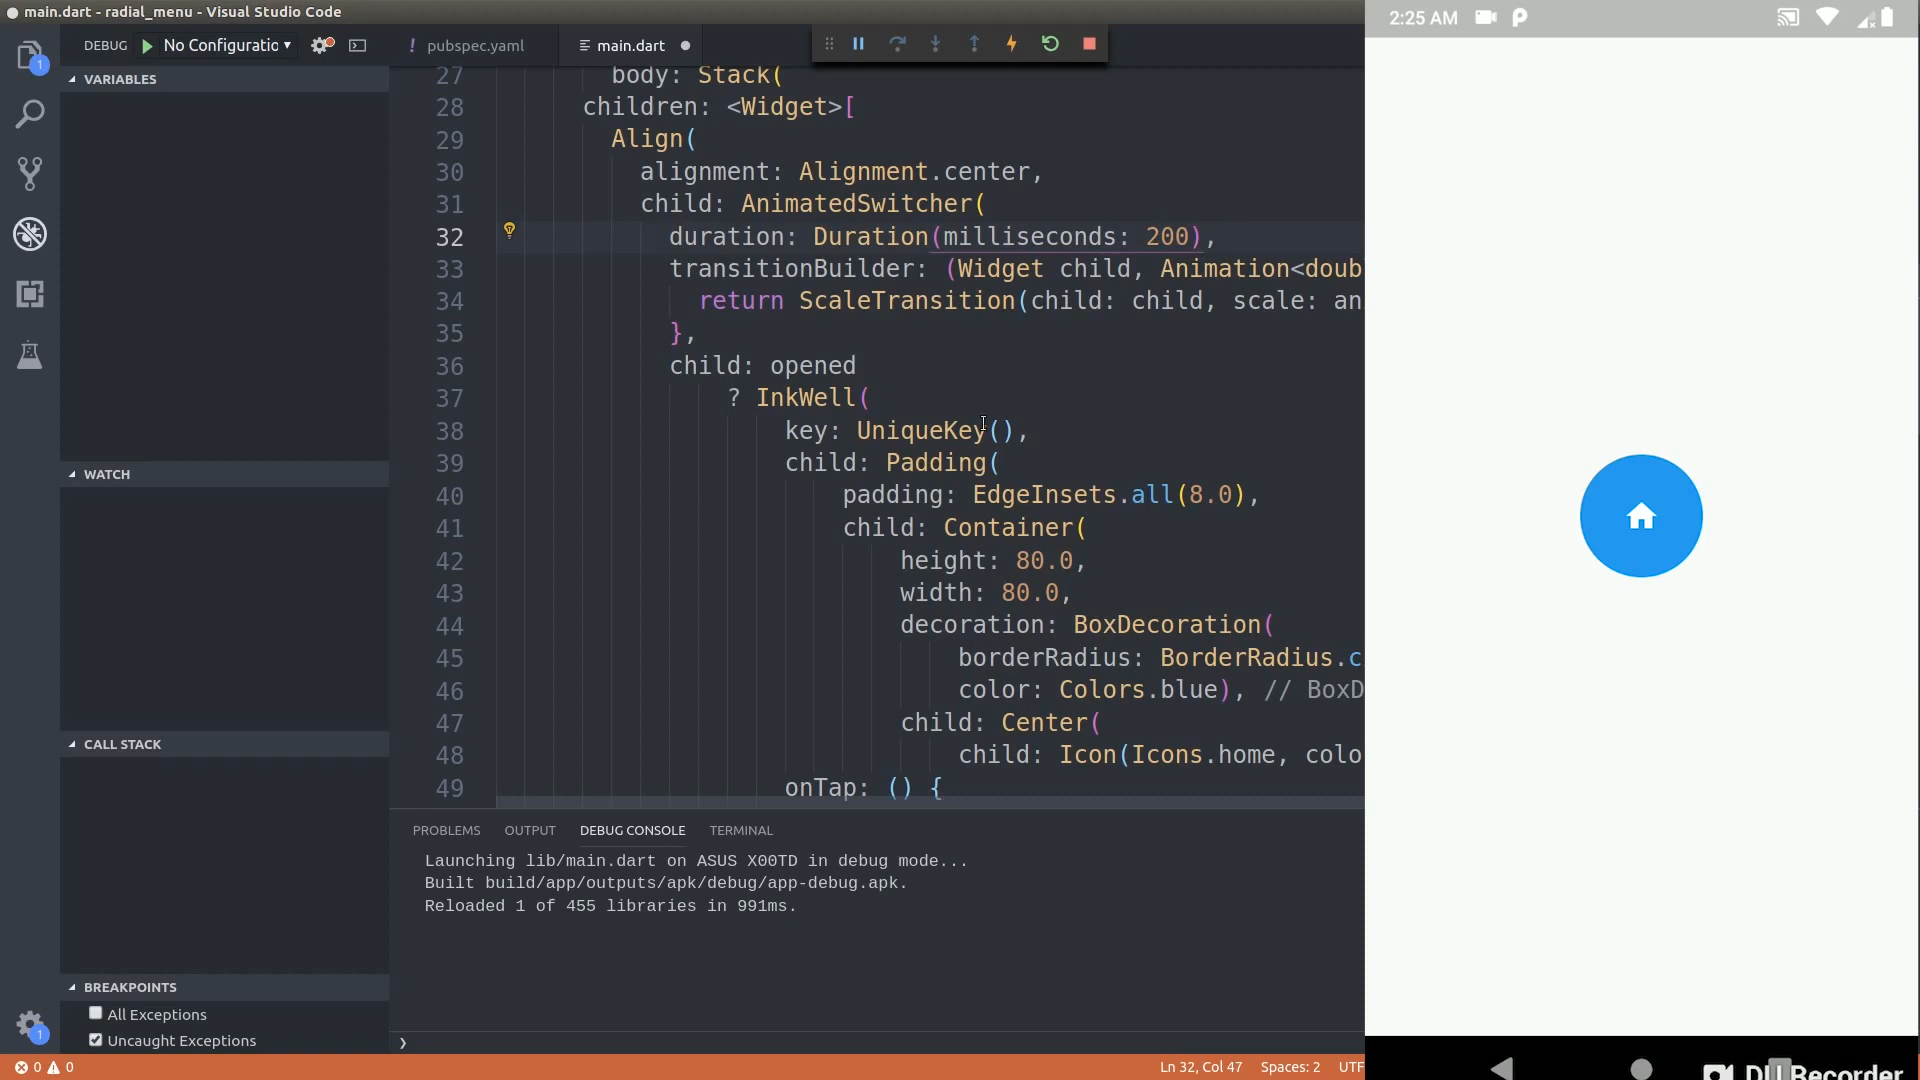 main.dart - radial_menu - Visual Studio Code
2:25 AM
DEBUG
No Configuratio
pubspec.yaml
main.dart
VARIABLES
WATCH
CALL STACK
BREAKPOINTS
All Exceptions
Uncaught Exceptions
27 body: Stack(
28 children: <Widget>[
29 Align(
30 alignment: Alignment.center,
31 child: AnimatedSwitcher(
32 duration: Duration(milliseconds: 200),
33 transitionBuilder: (Widget child, Animation<doub
34 return ScaleTransition(child: child, scale: an
35 },
36 child: opened
37 ? InkWell(
38 key: UniqueKey(),
39 child: Padding(
40 padding: EdgeInsets.all(8.0),
41 child: Container(
42 height: 80.0,
43 width: 80.0,
44 decoration: BoxDecoration(
45 borderRadius: BorderRadius.c
46 color: Colors.blue), // BoxD
47 child: Center(
48 child: Icon(Icons.home, colo
49 onTap: () {
PROBLEMS OUTPUT DEBUG CONSOLE TERMINAL
Launching lib/main.dart on ASUS X00TD in debug mode...
Built build/app/outputs/apk/debug/app-debug.apk.
Reloaded 1 of 455 libraries in 991ms.
0 0
Ln 32, Col 47 Spaces: 2 UTF
DU Recorder
1
1